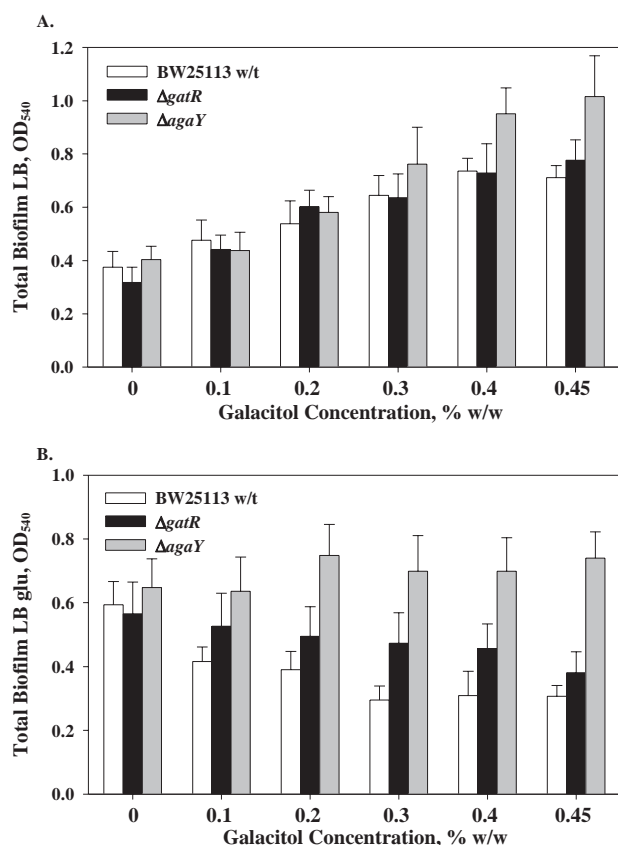 A.
Total Biofilm LB, OD540
1.2
1.0
0.8
0.6
0.4
0.2
0.0
BW25113 w/t
ΔgatR
ΔagaY
0 0.1 0.2 0.3 0.4 0.45
Galacitol Concentration, % w/w
B.
Total Biofilm LB glu, OD540
1.0
0.8
0.6
0.4
0.2
0.0
BW25113 w/t
ΔgatR
ΔagaY
0 0.1 0.2 0.3 0.4 0.45
Galacitol Concentration, % w/w